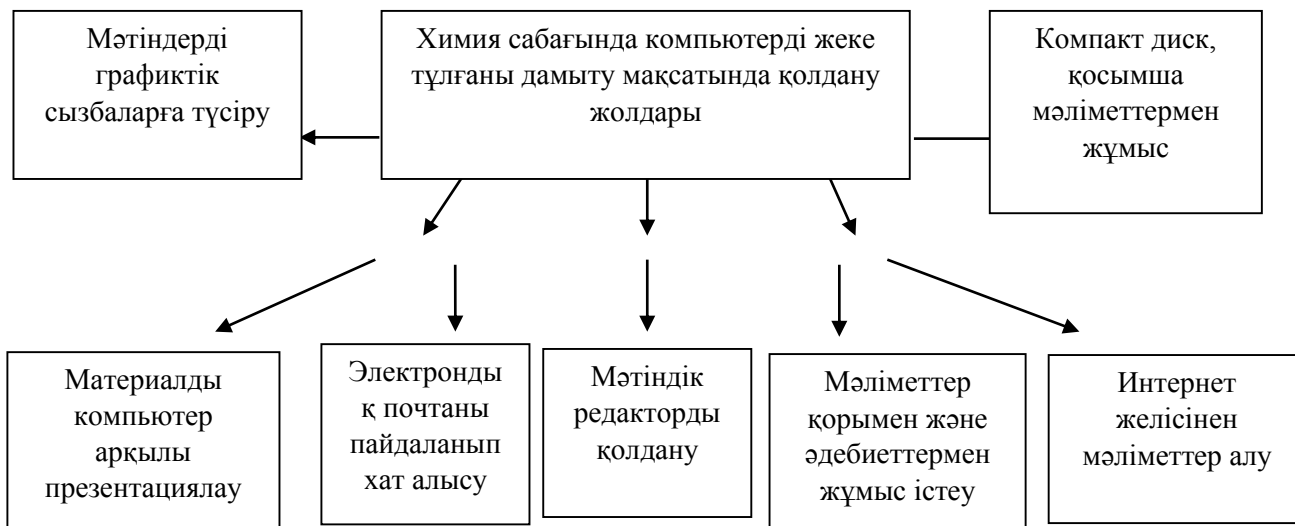 Мәтіндерді
графиктік
сызбаларға түсіру
Химия сабағында компьютерді жеке
тұлғаны дамыту мақсатында қолдану
жолдары
Компакт диск,
қосымша
мәліметтермен
жұмыс
Материалды
компьютер
арқылы
презентациялау
Электронды
қ почтаны
пайдаланып
хат алысу
Мәтіндік
редакторды
қолдану
Мәліметтер
қорымен және
әдебиеттермен
жұмыс істеу
Интернет
желісінен
мәліметтер алу